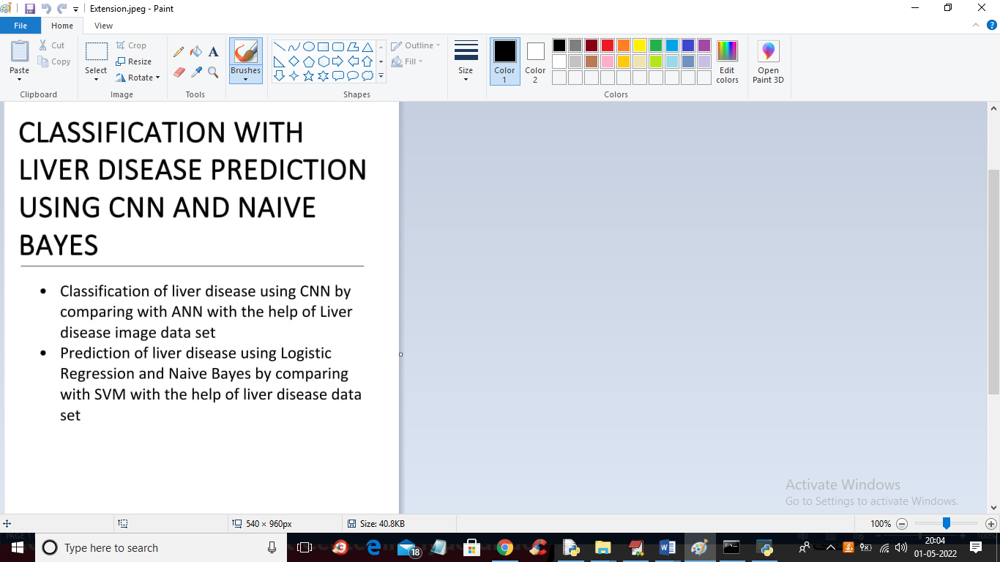 Extension.jpeg - Paint
File Home View
Paste
Cut
Copy
Clipboard
Select
Crop
Resize
Rotate
Image
A
Tools
Brushes
Outline
Fill
Shapes
Size
Color 1
Color 2
Colors
Edit colors
Open Paint 3D
CLASSIFICATION WITH
LIVER DISEASE PREDICTION
USING CNN AND NAIVE
BAYES
• Classification of liver disease using CNN by
comparing with ANN with the help of Liver
disease image data set
• Prediction of liver disease using Logistic
Regression and Naive Bayes by comparing
with SVM with the help of liver disease data
set
Activate Windows
Go to Settings to activate Windows.
540 × 960px
Size: 40.8KB
100%
PAGE 1
100%
Type here to search
18
20:04
01-05-2022